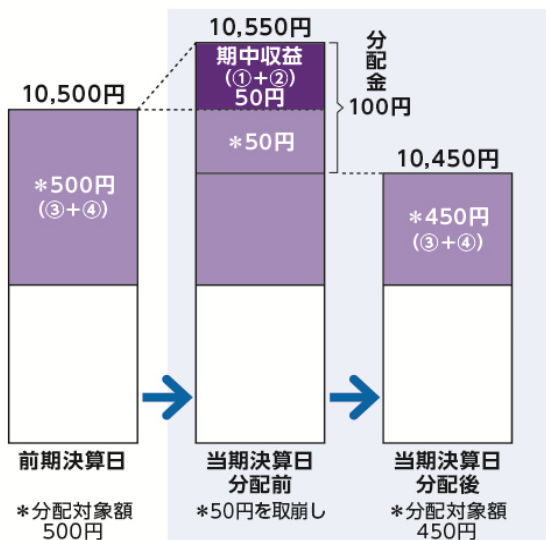 10,500円
＊500円
(③+④)
前期決算日
＊分配対象額
500円
10,550円
期中収益
(①+②)
50円
＊50円
分配金
100円
当期決算日
分配前
＊50円を取崩し
10,450円
＊450円
(③+④)
当期決算日
分配後
＊分配対象額
450円